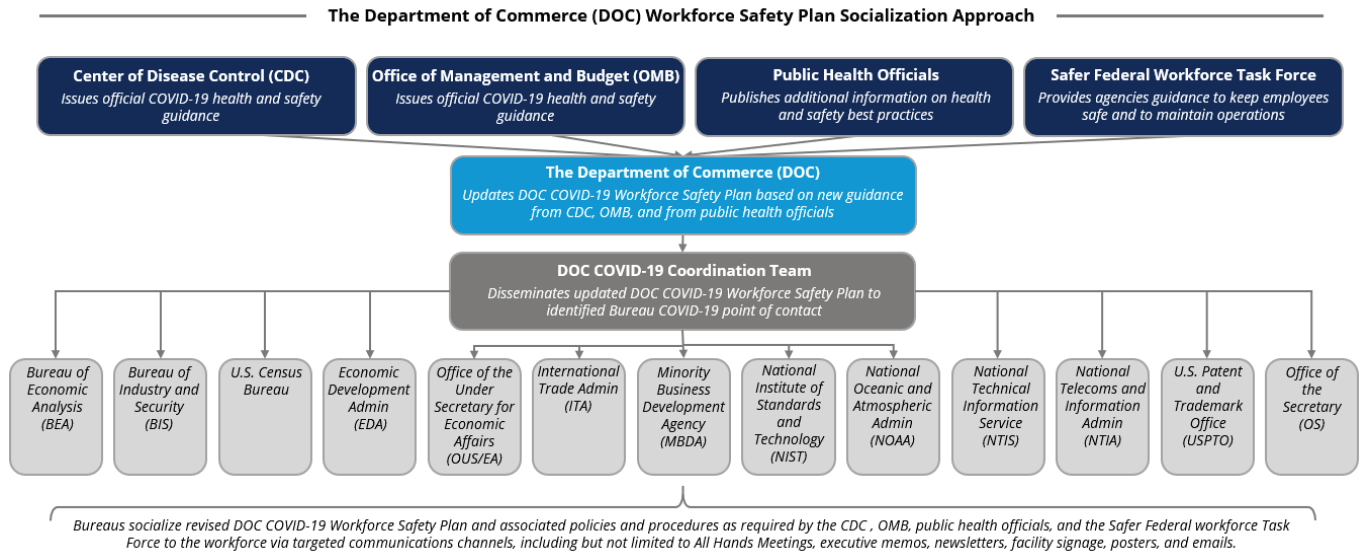 The Department of Commerce (DOC) Workforce Safety Plan Socialization Approach
Center of Disease Control (CDC)
Issues official COVID-19 health and safety
guidance
Office of Management and Budget (OMB)
Issues official COVID-19 health and safety
guidance
Public Health Officials
Publishes additional information on health
and safety best practices
Safer Federal Workforce Task Force
Provides agencies guidance to keep employees
safe and to maintain operations
The Department of Commerce (DOC)
Updates DOC COVID-19 Workforce Safety Plan based on new guidance
from CDC, OMB, and from public health officials
DOC COVID-19 Coordination Team
Disseminates updated DOC COVID-19 Workforce Safety Plan to
identified Bureau COVID-19 point of contact
Bureau of
Economic
Analysis
(BEA)
Bureau of
Industry and
Security
(BIS)
U.S. Census
Bureau
Economic
Development
Admin
(EDA)
Office of the
Under
Secretary for
Economic
Affairs
(OUS/EA)
International
Trade Admin
(ITA)
Minority
Business
Development
Agency
(MBDA)
National
Institute of
Standards
and
Technology
(NIST)
National
Oceanic and
Atmospheric
Admin
(NOAA)
National
Technical
Information
Service
(NTIS)
National
Telecoms and
Information
Admin
(NTIA)
U.S. Patent
and
Trademark
Office
(USPTO)
Office of
the
Secretary
(OS)
Bureaus socialize revised DOC COVID-19 Workforce Safety Plan and associated policies and procedures as required by the CDC , OMB, public health officials, and the Safer Federal workforce Task
Force to the workforce via targeted communications channels, including but not limited to All Hands Meetings, executive memos, newsletters, facility signage, posters, and emails.